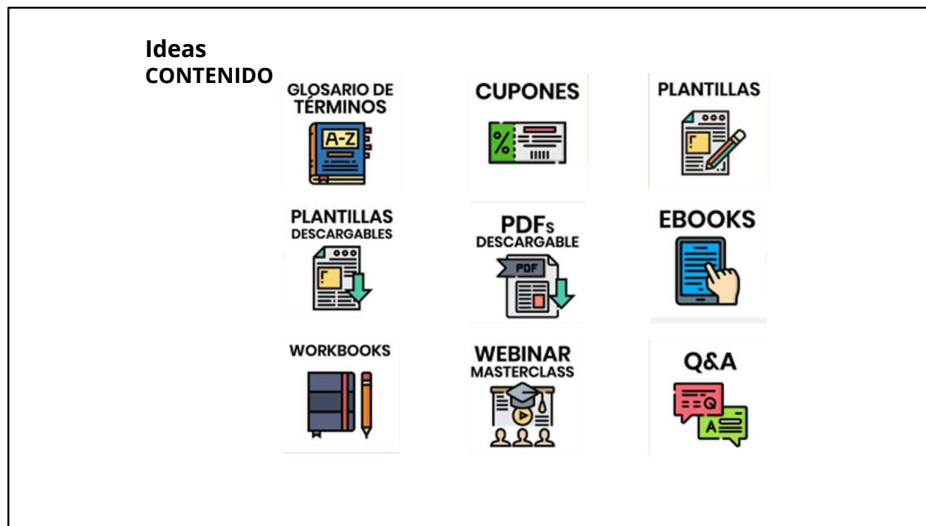 Ideas
CONTENIDO
GLOSARIO DE
TÉRMINOS
A-Z
CUPONES
%
PLANTILLAS
PLANTILLAS
DESCARGABLES
PDFs
DESCARGABLE
PDF
EBOOKS
WORKBOOKS
WEBINAR
MASTERCLASS
Q&A
Q
A